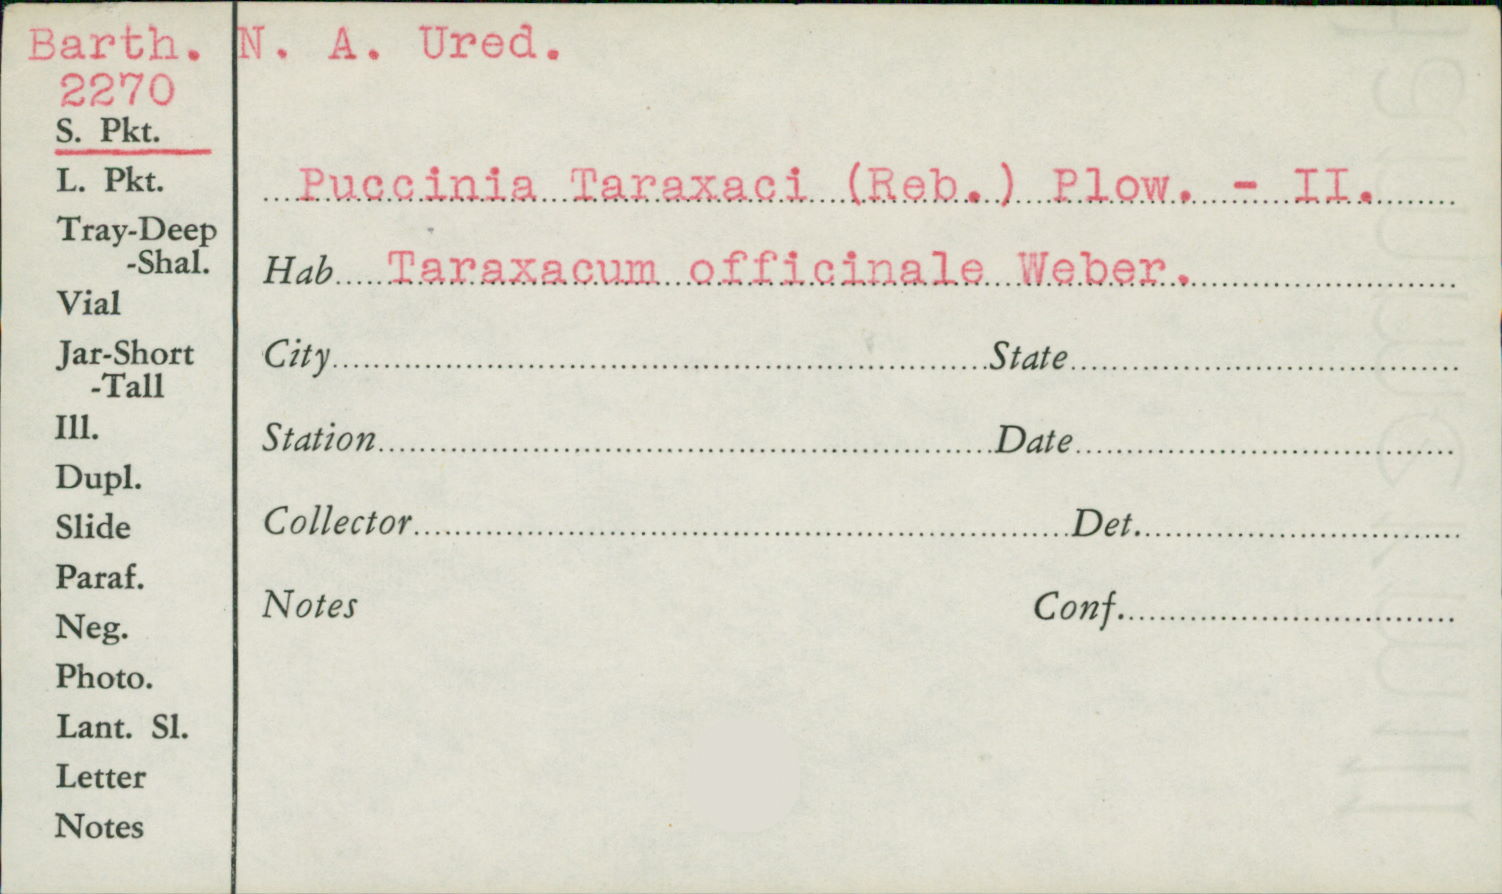 Barth. N. A. Ured.
2270
S. Pkt.
L. Pkt.
Tray-Deep
-Shal.
Vial
Jar-Short
-Tall
Ill.
Dupl.
Slide
Paraf.
Neg.
Photo.
Lant. Sl.
Letter
Notes
Puccinia Taraxaci (Reb.) Plow. - II.
Hab Taraxacum officinale Weber.
City State
Station Date
Collector Det.
Notes Conf.